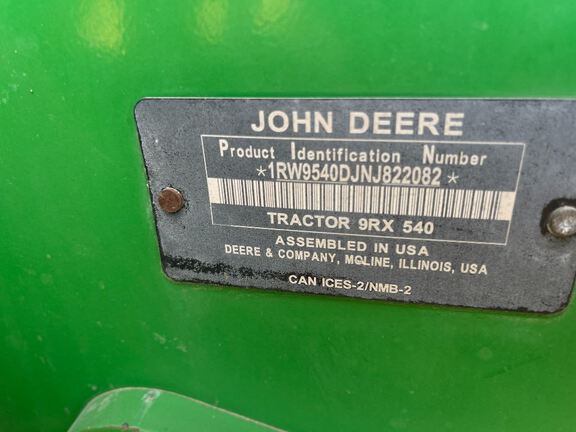 JOHN DEERE
Product Identification Number
*1RW9540DJNJ822082*
TRACTOR 9RX 540
ASSEMBLED IN USA
DEERE & COMPANY, MOLINE, ILLINOIS, USA
CAN ICES-2/NMB-2